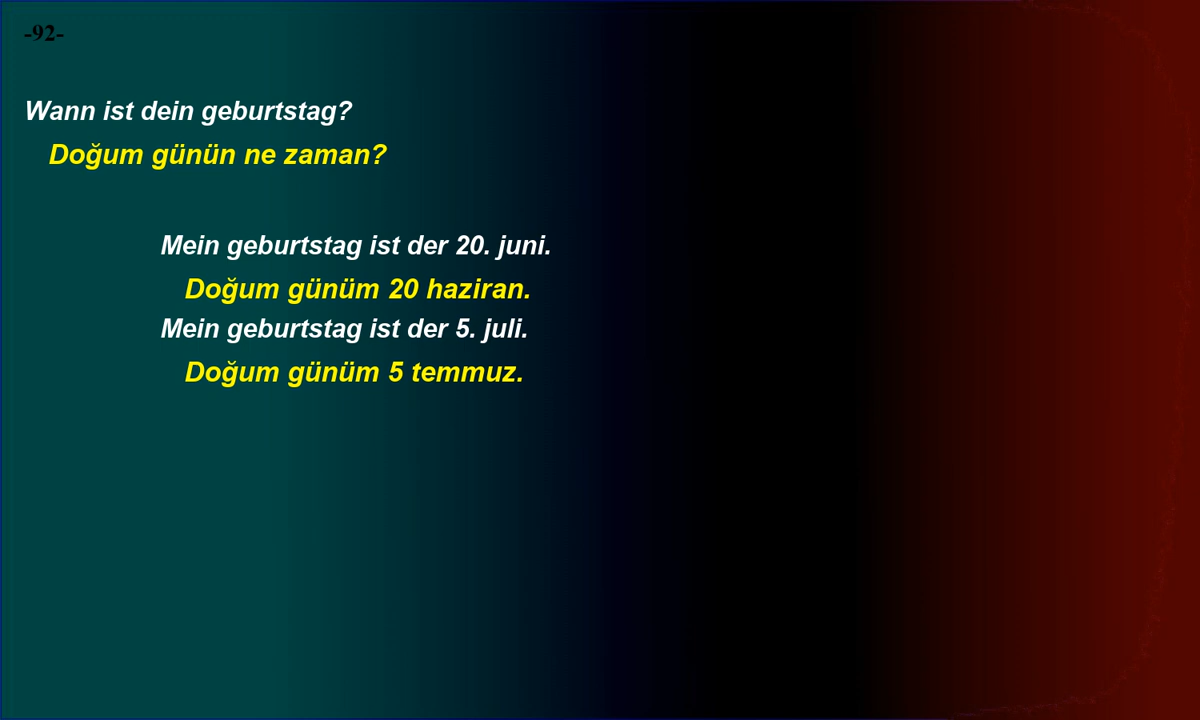 -92-
Wann ist dein geburtstag?
Doğum günün ne zaman?
Mein geburtstag ist der 20. juni.
Doğum günüm 20 haziran.
Mein geburtstag ist der 5. juli.
Doğum günüm 5 temmuz.